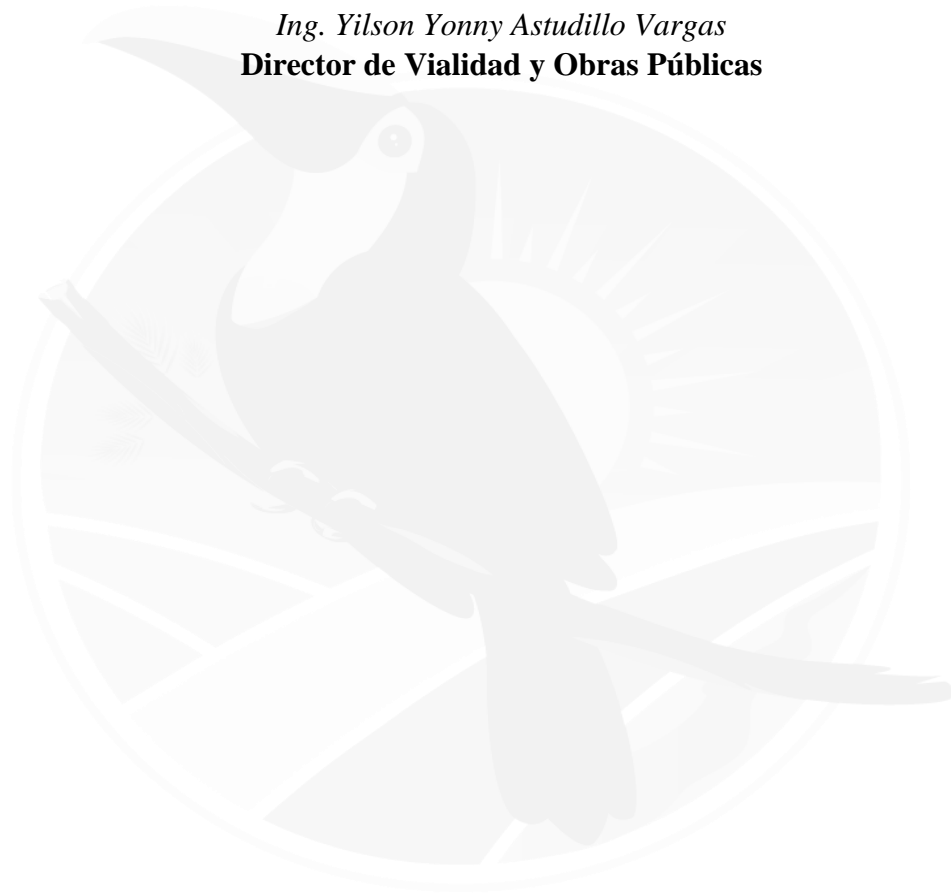 Ing. Yilson Yonny Astudillo Vargas
Director de Vialidad y Obras Públicas